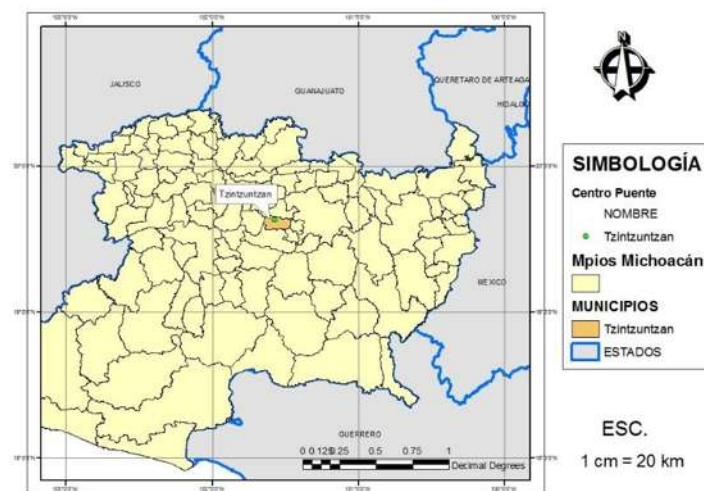 JALISCO
GUANAJUATO
QUERETARO DE ARTEAGA
HIDALGO
N
Tzintzuntzan
MEXICO
GUERRERO
0 0.125 0.25 0.5 0.75 1
Decimal Degrees
SIMBOLOGÍA
Centro Puente
NOMBRE
Tzintzuntzan
Mpios Michoacán
MUNICIPIOS
Tzintzuntzan
ESTADOS
ESC.
1 cm = 20 km